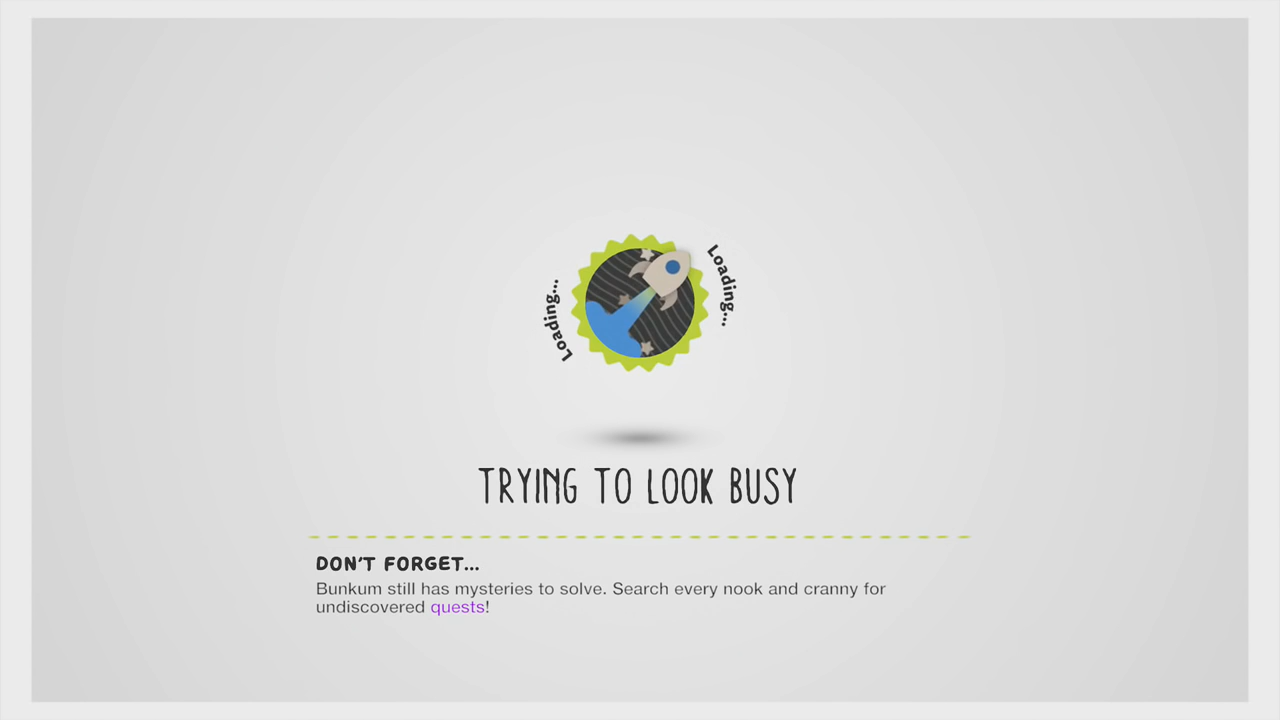 Loading...
Loading...
TRYING TO LOOK BUSY
DON'T FORGET...
Bunkum still has mysteries to solve. Search every nook and cranny for
undiscovered quests!